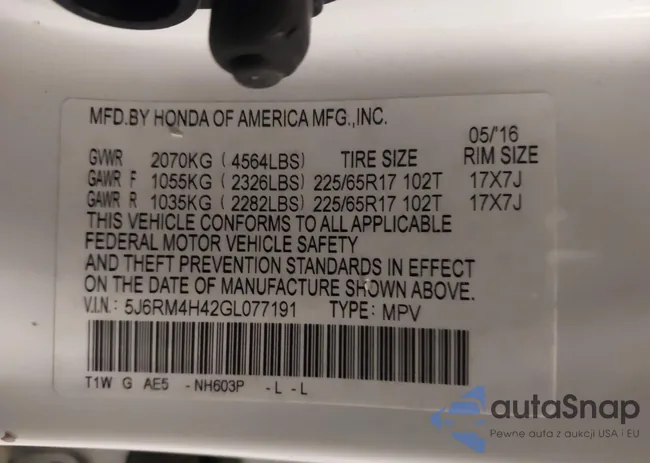 MFD.BY HONDA OF AMERICA MFG.,INC.
05/'16
GVWR 2070KG ( 4564LBS) TIRE SIZE RIM SIZE
GAWR F 1055KG ( 2326LBS) 225/65R17 102T 17X7J
GAWR R 1035KG ( 2282LBS) 225/65R17 102T 17X7J
THIS VEHICLE CONFORMS TO ALL APPLICABLE
FEDERAL MOTOR VEHICLE SAFETY
AND THEFT PREVENTION STANDARDS IN EFFECT
ON THE DATE OF MANUFACTURE SHOWN ABOVE.
V.I.N.: 5J6RM4H42GL077191 TYPE: MPV
T1W G AE5 -NH603P -L -L
autaSnap
Pewne auta z aukcji USA i EU